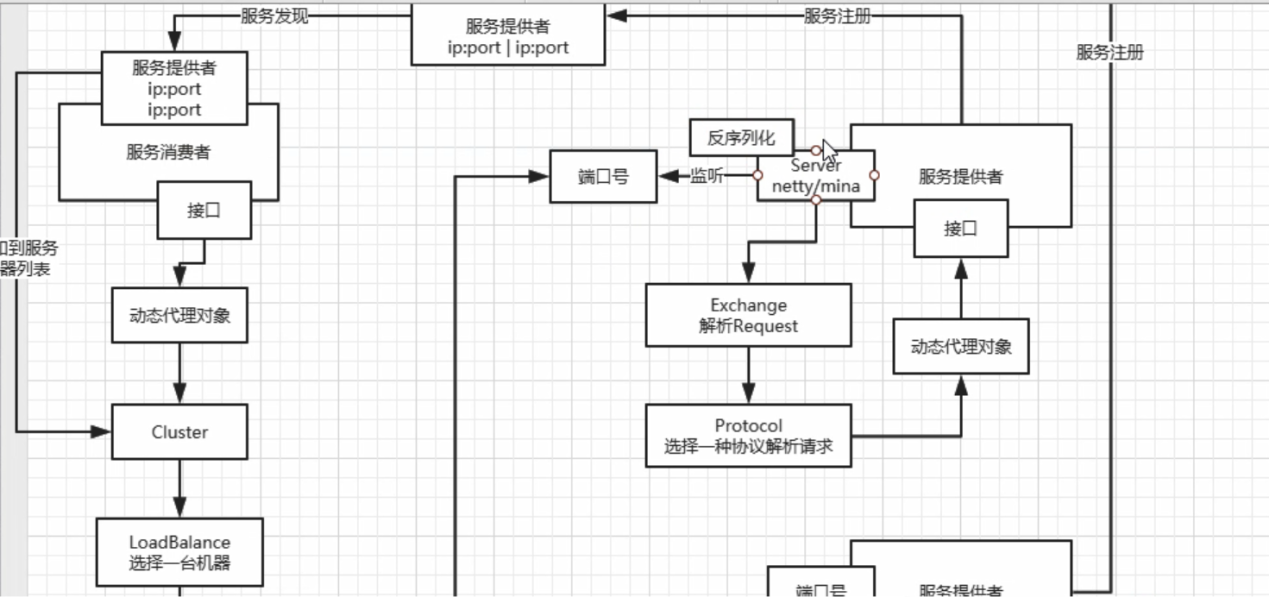 服务发现
服务提供者
ip:port | ip:port
服务注册
服务注册
服务提供者
ip:port
ip:port
服务消费者
接口
反序列化
端口号
监听
Server
netty/mina
服务提供者
接口
到服务
器列表
动态代理对象
Exchange
解析Request
动态代理对象
Cluster
Protocol
选择一种协议解析请求
LoadBalance
选择一台机器
端口号
服务提供者